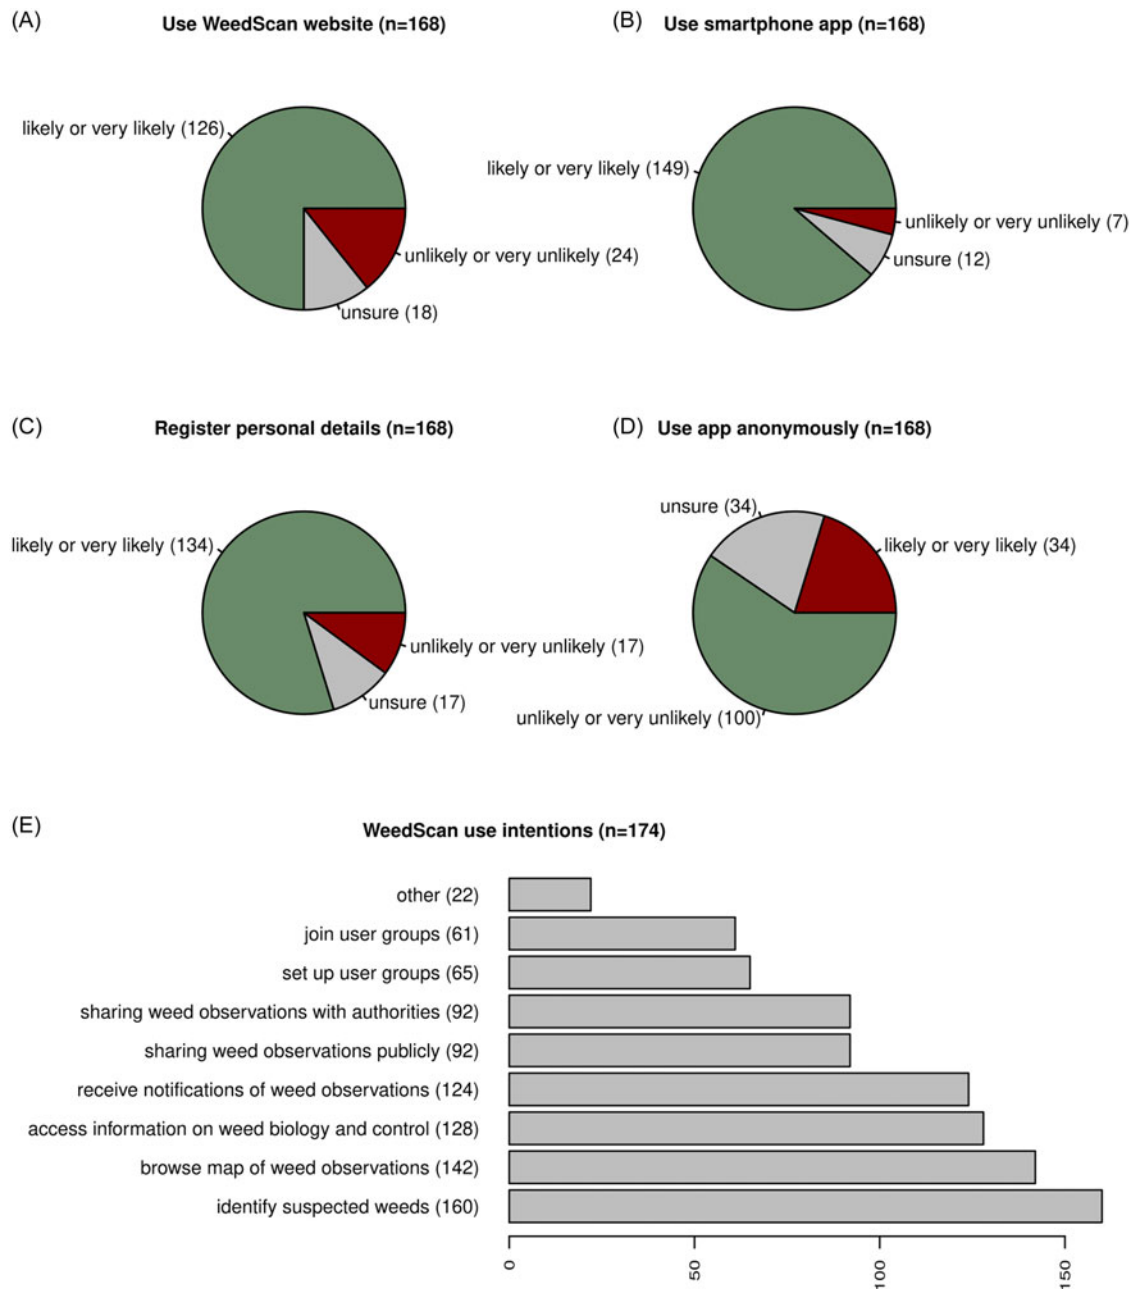 (A)
Use WeedScan website (n=168)
likely or very likely (126)
unlikely or very unlikely (24)
unsure (18)
(B)
Use smartphone app (n=168)
likely or very likely (149)
unlikely or very unlikely (7)
unsure (12)
(C)
Register personal details (n=168)
likely or very likely (134)
unlikely or very unlikely (17)
unsure (17)
(D)
Use app anonymously (n=168)
unsure (34)
likely or very likely (34)
unlikely or very unlikely (100)
(E)
WeedScan use intentions (n=174)
other (22)
join user groups (61)
set up user groups (65)
sharing weed observations with authorities (92)
sharing weed observations publicly (92)
receive notifications of weed observations (124)
access information on weed biology and control (128)
browse map of weed observations (142)
identify suspected weeds (160)
0
50
100
150